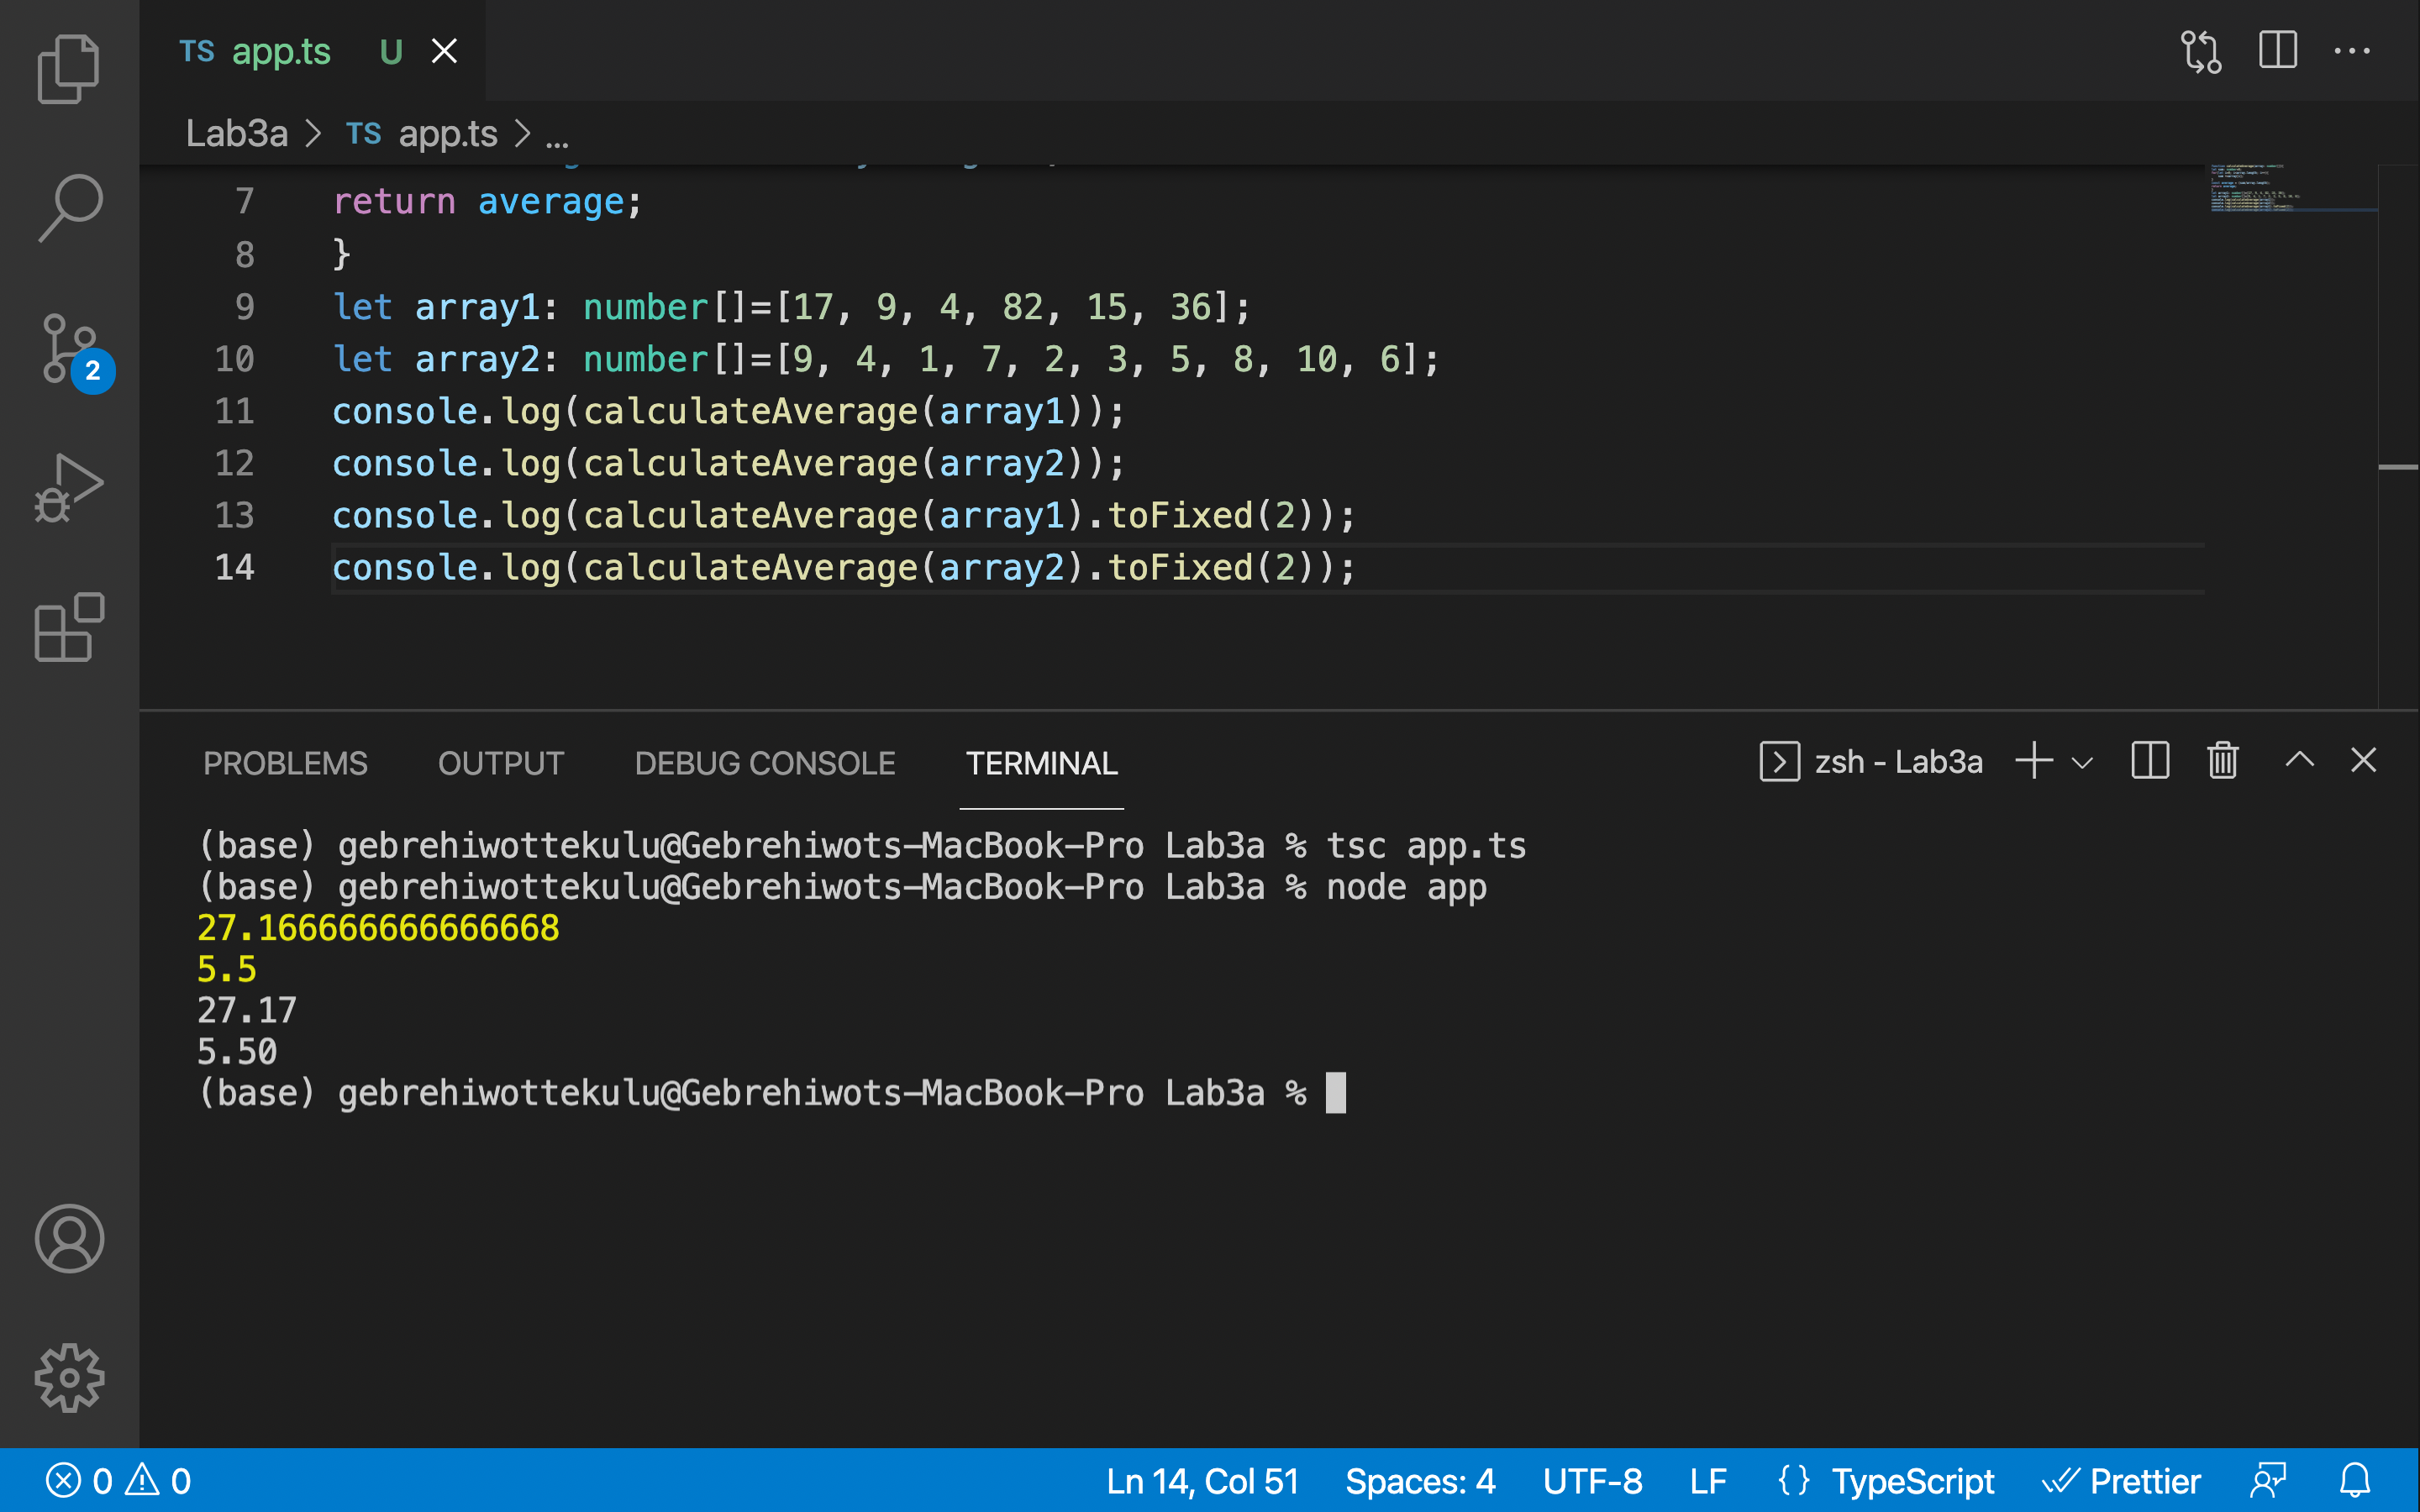 TS app.ts U
Lab3a > TS app.ts > ...
7 return average;
8 }
9 let array1: number[]=[17, 9, 4, 82, 15, 36];
10 let array2: number[]=[9, 4, 1, 7, 2, 3, 5, 8, 10, 6];
11 console.log(calculateAverage(array1));
12 console.log(calculateAverage(array2));
13 console.log(calculateAverage(array1).toFixed(2));
14 console.log(calculateAverage(array2).toFixed(2));
2
PROBLEMS OUTPUT DEBUG CONSOLE TERMINAL zsh - Lab3a
(base) gebrehiwottekulu@Gebrehiwots-MacBook-Pro Lab3a % tsc app.ts
(base) gebrehiwottekulu@Gebrehiwots-MacBook-Pro Lab3a % node app
27.166666666666668
5.5
27.17
5.50
(base) gebrehiwottekulu@Gebrehiwots-MacBook-Pro Lab3a %
0 0 Ln 14, Col 51 Spaces: 4 UTF-8 LF {} TypeScript Prettier